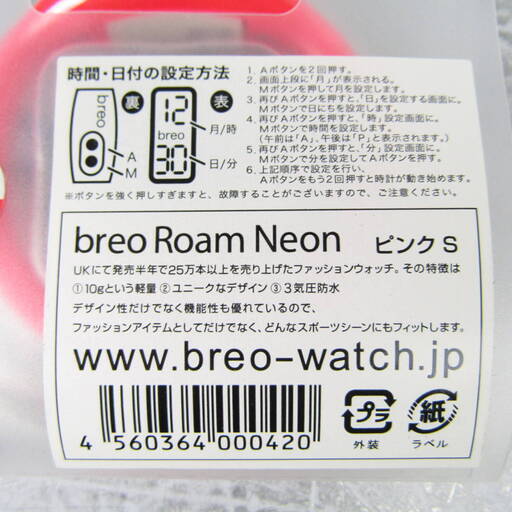 時間・日付の設定方法
breo
裏
A
M
表
12
breo
30
月/時
日/分
1. Aボタンを2回押す。
2. 画面上段に「月」が表示される。
Mボタンを押して月を設定します。
3. 再びAボタンを押すと、「日」を設定する画面に。
Mボタンで日にちを設定します。
4. 再びAボタンを押すと、「時」設定画面に。
Mボタンで時間を設定します。
(午前は「A」、午後は「P」と表示されます。)
5. 再びAボタンを押すと、「分」設定画面に。
Mボタンで分を設定してAボタンを押す。
6. 上記順序で設定を行い、
Aボタンをもう2回押すと時計が動き始めます。
※ボタンを強く押しすぎますと、故障することがございますので、ご注意ください。
breo Roam Neon ピンク S
UKにて発売半年で25万本以上を売り上げたファッションウォッチ。その特徴は
①10gという軽量 ②ユニークなデザイン ③3気圧防水
デザイン性だけでなく機能性も優れているので、
ファッションアイテムとしてだけでなく、どんなスポーツシーンにもフィットします。
www.breo-watch.jp
4 560364 000420
プラ
外装
紙
ラベル